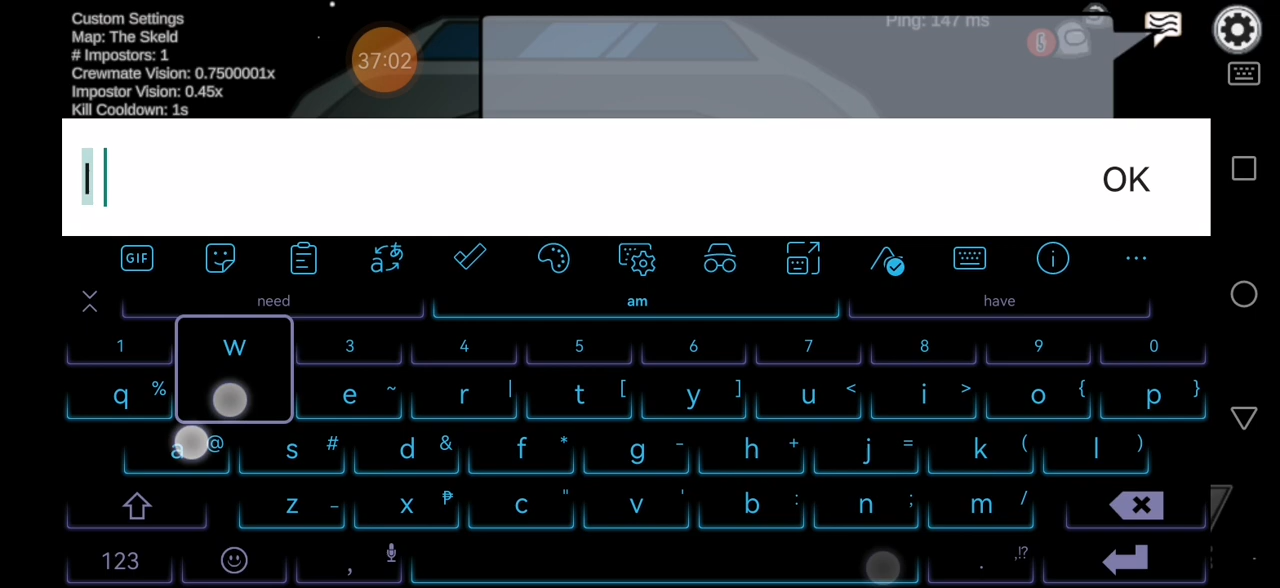 Custom Settings
Map: The Skeld
# Impostors: 1
Crewmate Vision: 0.7500001x
Impostor Vision: 0.45x
Kill Cooldown: 1s
37:02
Ping: 147 ms
I
OK
GIF
need am have
1 w 3 4 5 6 7 8 9 0
q % e ~ r | t [ y ] u < i > o { p }
a @ s # d & f * g - h + j = k ( l )
z _ x ₱ c " v ' b : n ; m /
123 , . ,!?